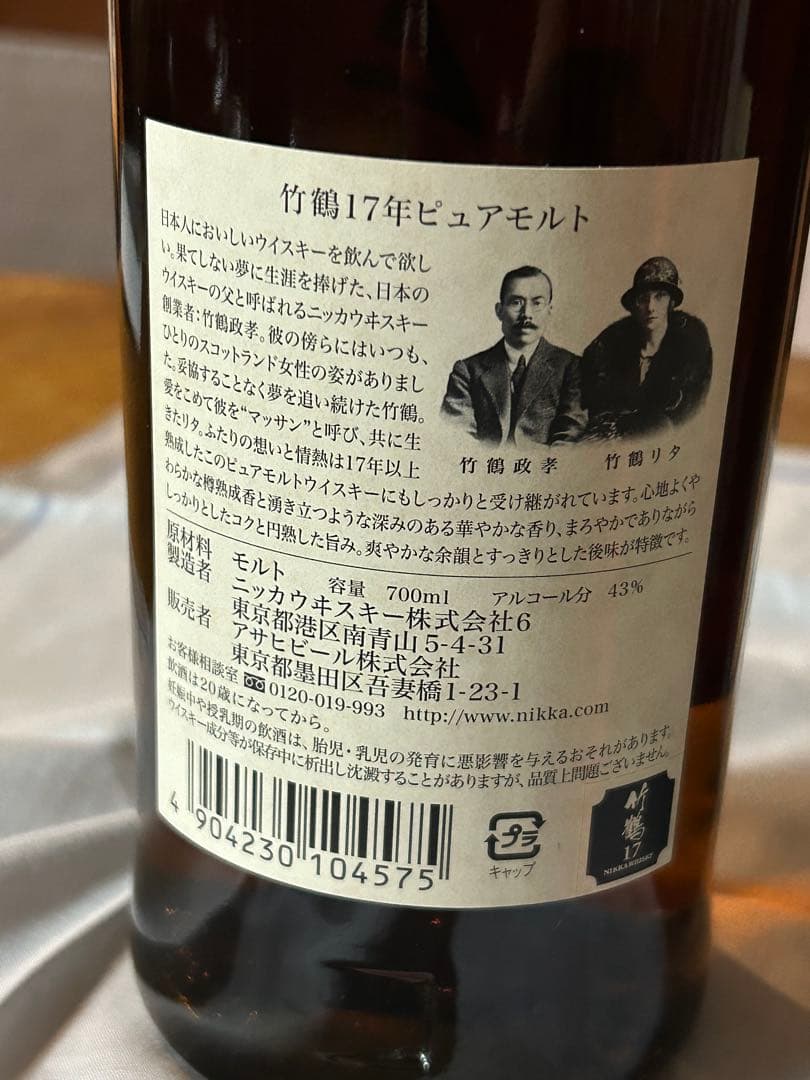 竹鶴17年ピュアモルト
日本人においしいウイスキーを飲んで欲し
い。果てしない夢に生涯を捧げた、日本の
ウイスキーの父と呼ばれるニッカウヰスキー
創業者：竹鶴政孝。彼の傍らにはいつも、
ひとりのスコットランド女性の姿がありまし
た。妥協することなく夢を追い続けた竹鶴。
愛をこめて彼を“マッサン”と呼び、共に生
きたリタ。ふたりの想いと情熱は17年以上
熟成したこのピュアモルトウイスキーにもしっかりと受け継がれています。心地よくや
わらかな樽熟成香と湧き立つような深みのある華やかな香り、まろやかでありながら
しっかりとしたコクと円熟した旨み。爽やかな余韻とすっきりとした後味が特徴です。
竹鶴政孝 竹鶴リタ
原材料 モルト 容量 700ml アルコール分 43%
製造者 ニッカウヰスキー株式会社6
東京都港区南青山5-4-31
販売者 アサヒビール株式会社
東京都墨田区吾妻橋1-23-1
お客様相談室 0120-019-993 http://www.nikka.com
飲酒は20歳になってから。
妊娠中や授乳期の飲酒は、胎児・乳児の発育に悪影響を与えるおそれがあります。
ウイスキー成分等が保存中に析出し沈澱することがありますが、品質上問題ございません。
4 904230 104575
プラ
キャップ
竹鶴
17
NIKKA WHISKY